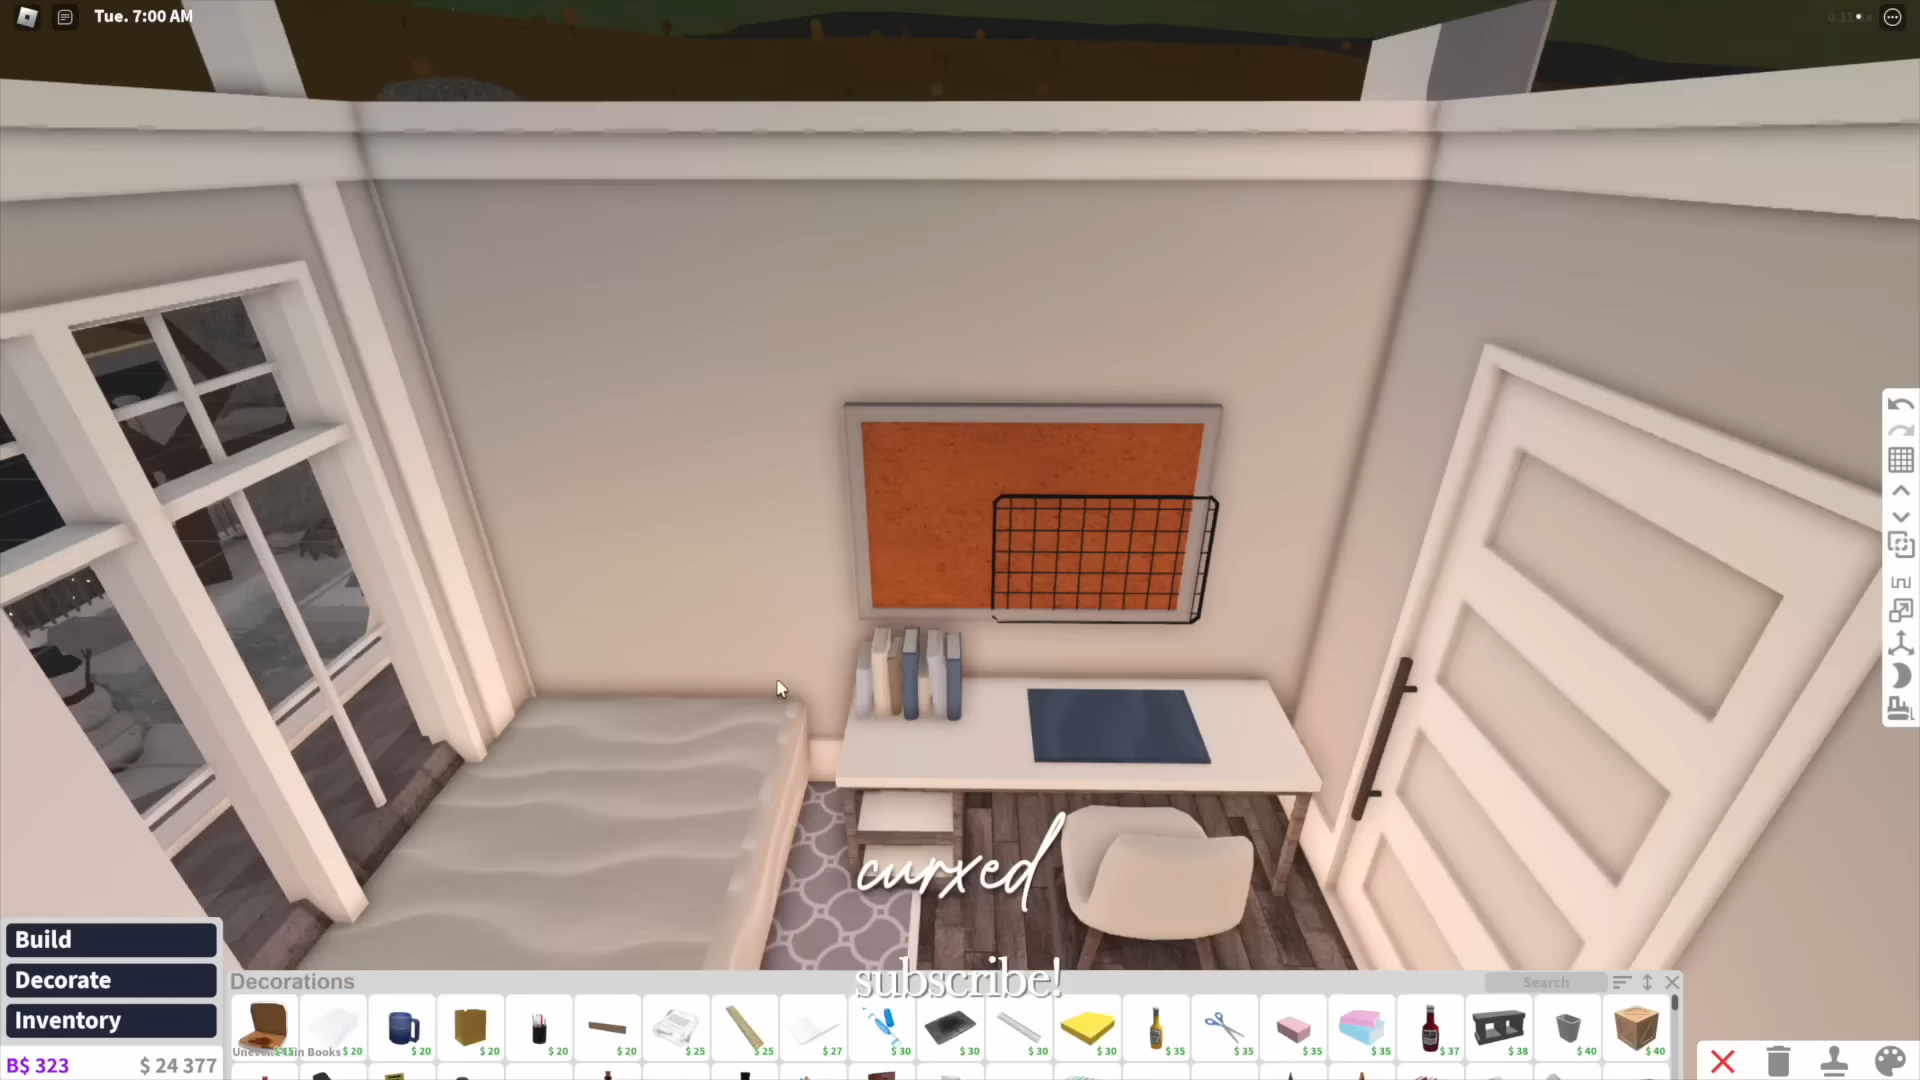 Tue. 7:00 AM
curxed
subscribe!
Build
Decorate
Inventory
B$ 323
$ 24 377
Decorations
Search
$ 20
$ 20
$ 20
$ 20
$ 20
$ 25
$ 25
$ 27
$ 30
$ 30
$ 30
$ 30
$ 35
$ 35
$ 35
$ 35
$ 37
$ 38
$ 40
$ 40